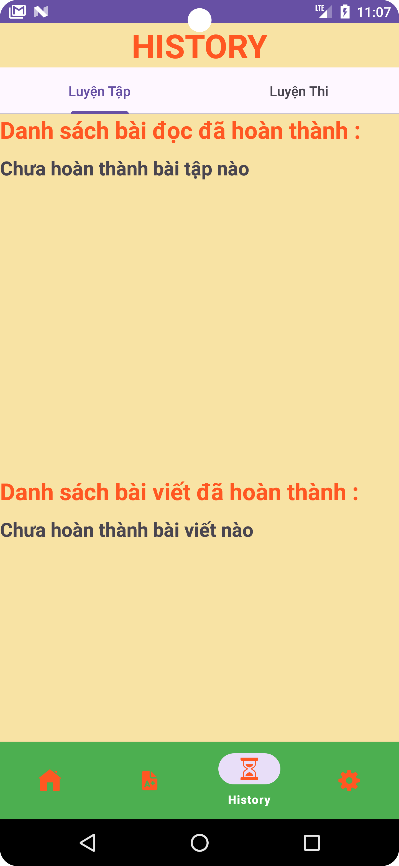 LTE 11:07
HISTORY
Luyện Tập Luyện Thi
Danh sách bài đọc đã hoàn thành :
Chưa hoàn thành bài tập nào
Danh sách bài viết đã hoàn thành :
Chưa hoàn thành bài viết nào
History